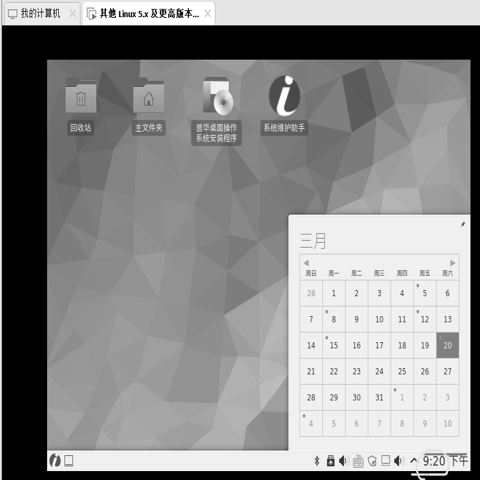 我的计算机
其他 Linux 5.x 及更高版本...
回收站
主文件夹
普华桌面操作
系统安装程序
系统维护助手
三月
周日 周一 周二 周三 周四 周五 周六
28 1 2 3 4 5 6
7 8 9 10 11 12 13
14 15 16 17 18 19 20
21 22 23 24 25 26 27
28 29 30 31 1 2 3
4 5 6 7 8 9 10
9:20 下午